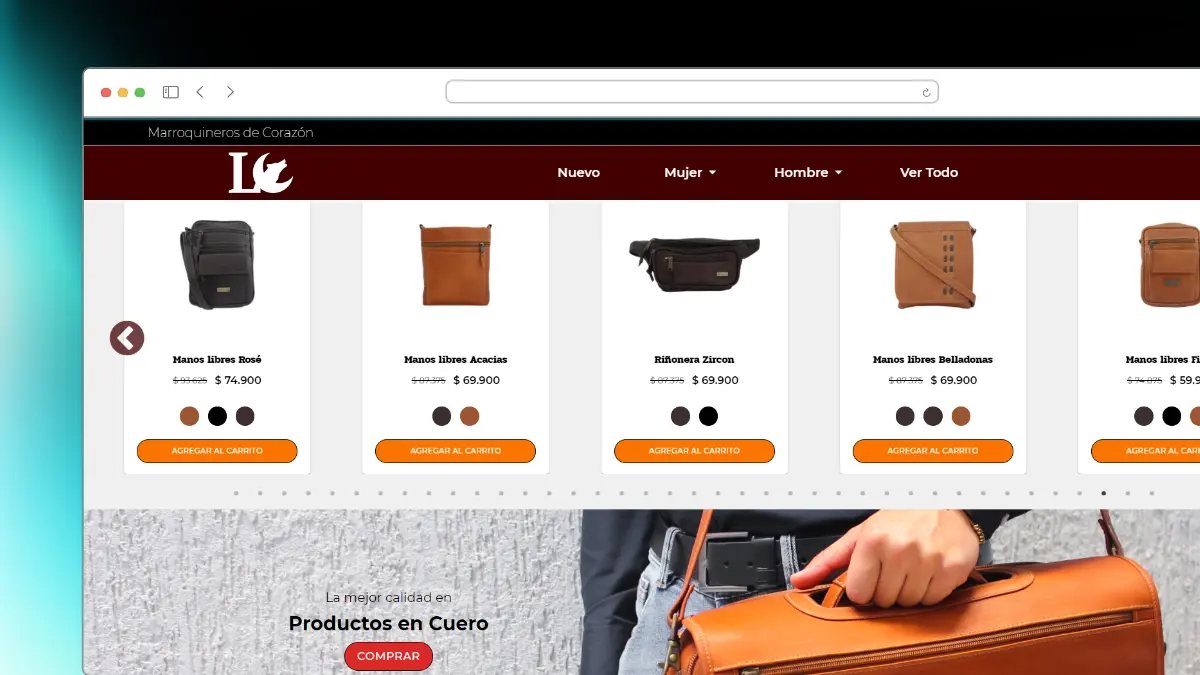 Marroquineros de Corazón
LC
Nuevo
Mujer
Hombre
Ver Todo
Manos libres Rosé
$ 93.625 $ 74.900
AGREGAR AL CARRITO
Manos libres Acacias
$ 87.375 $ 69.900
AGREGAR AL CARRITO
Riñonera Zircon
$ 87.375 $ 69.900
AGREGAR AL CARRITO
Manos libres Belladonas
$ 87.375 $ 69.900
AGREGAR AL CARRITO
Manos libres Fi
$ 74.875 $ 59.9
AGREGAR AL CAR
La mejor calidad en
Productos en Cuero
COMPRAR